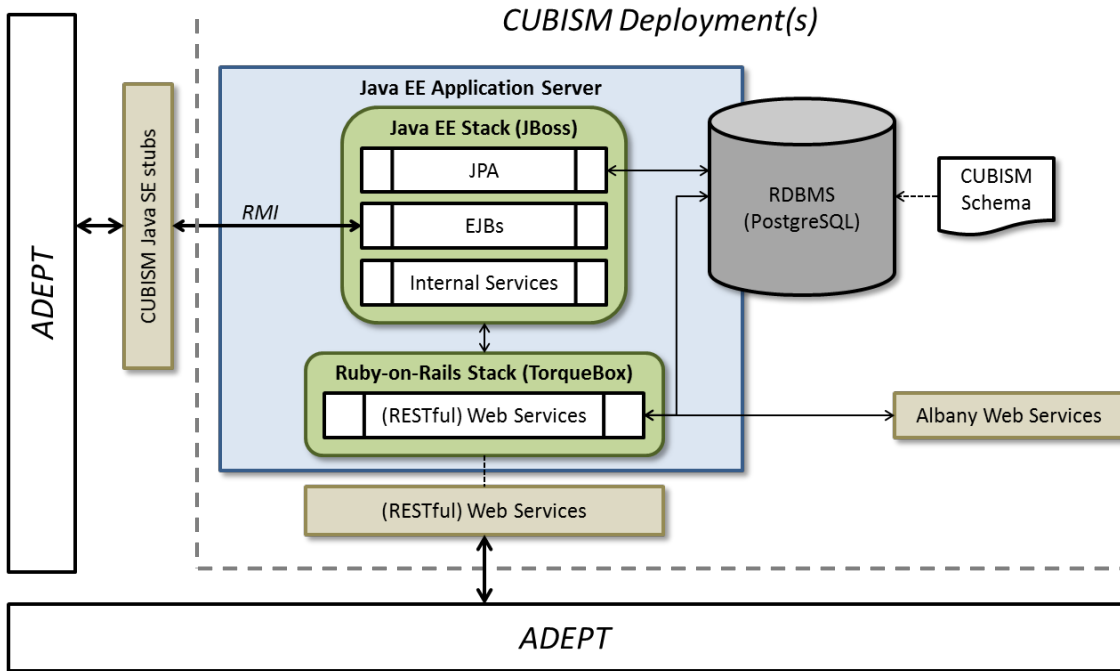 CUBISM Deployment(s)
Java EE Application Server
Java EE Stack (JBoss)
JPA
EJBs
Internal Services
RMI
CUBISM Java SE stubs
ADEPT
RDBMS
(PostgreSQL)
CUBISM
Schema
Ruby-on-Rails Stack (TorqueBox)
(RESTful) Web Services
Albany Web Services
(RESTful) Web Services
ADEPT